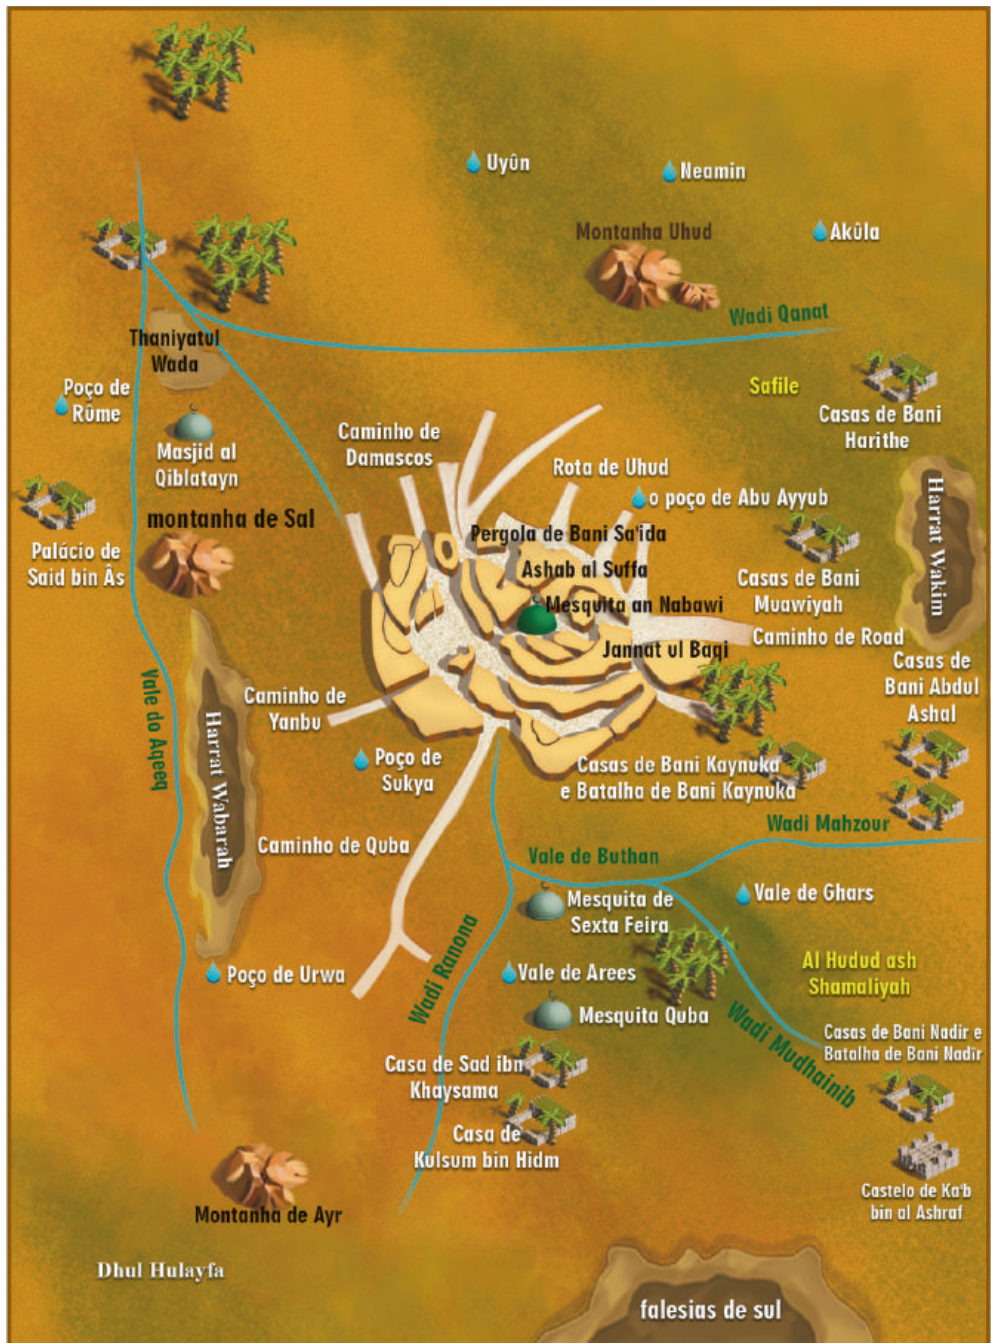 Uyûn
Neamin
Akûla
Montanha Uhud
Wadi Qanat
Thaniyatul
Wada
Safile
Poço de
Rûme
Casas de Bani
Harithe
Masjid al
Qiblatayn
Caminho de
Damascos
Rota de Uhud
o poço de Abu Ayyub
Harrat Wakim
montanha de Sal
Pergola de Bani Sa'ida
Palácio de
Said bin Âs
Ashab al Suffa
Casas de Bani
Muawiyah
Mesquita an Nabawi
Caminho de Road
Jannat ul Baqi
Casas de
Bani Abdul
Ashal
Vale do Aqeeq
Harrat Wabarah
Caminho de
Yanbu
Poço de
Sukya
Casas de Bani Kaynuka
e Batalha de Bani Kaynuka
Wadi Mahzour
Caminho de Quba
Vale de Buthan
Mesquita de
Sexta Feira
Vale de Ghars
Wadi Ranona
Poço de Urwa
Vale de Arees
Al Hudud ash
Shamaliyah
Mesquita Quba
Wadi Mudhainib
Casas de Bani Nadir e
Batalha de Bani Nadir
Casa de Sad ibn
Khaysama
Casa de
Kulsum bin Hidm
Castelo de Ka'b
bin al Ashraf
Montanha de Ayr
Dhul Hulayfa
falesias de sul